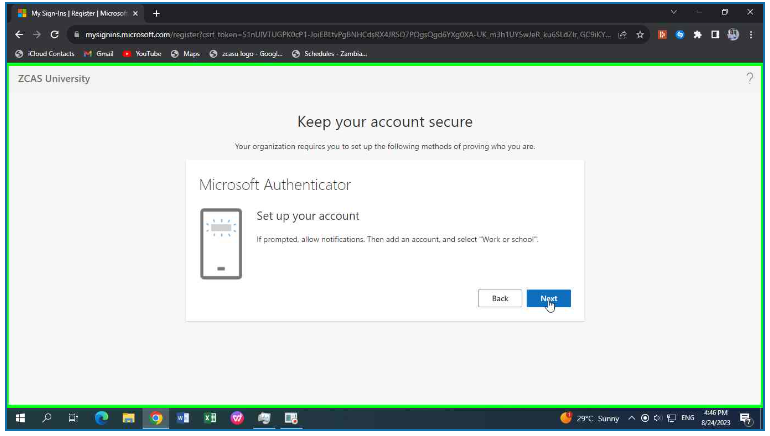 My Sign-Ins | Register | Microsof
mysignins.microsoft.com/register?csrf_token=
iCloud Contacts Gmail YouTube Maps zcasu logo - Googl... Schedules - Zambia...
ZCAS University
?
Keep your account secure
Your organization requires you to set up the following methods of proving who you are.
Microsoft Authenticator
Set up your account
If prompted, allow notifications. Then add an account, and select "Work or school".
Back Next
29°C Sunny ENG 4:46 PM
8/24/2023